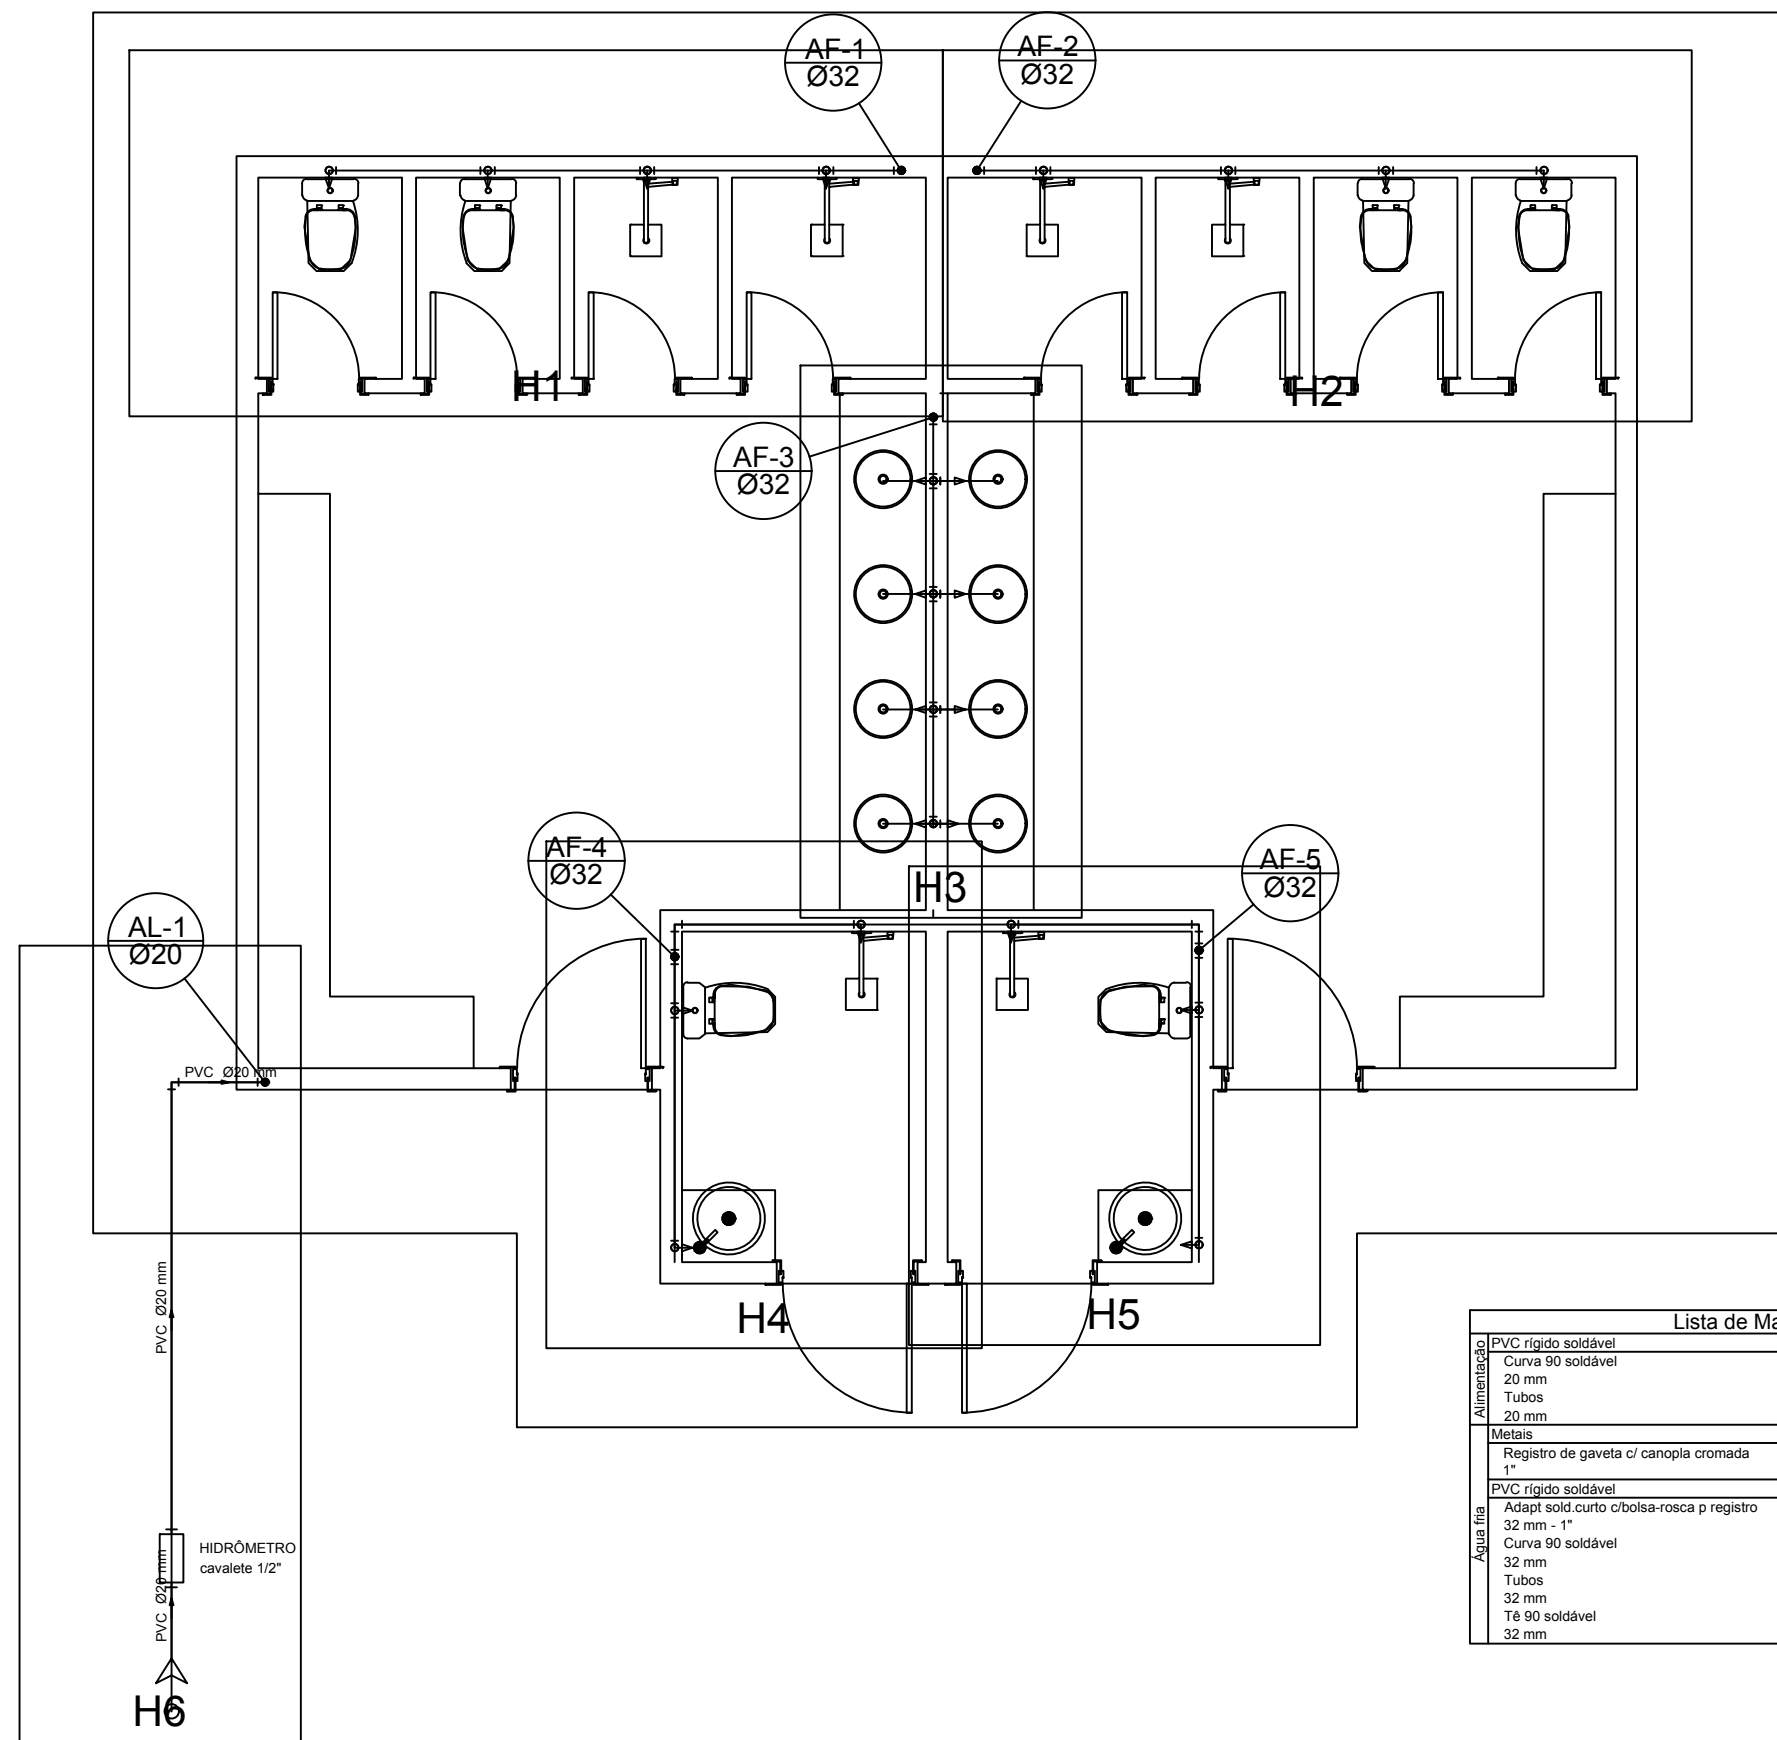 AF-1
Ø32
AF-2
Ø32
H1
H2
AF-3
Ø32
AF-4
Ø32
AF-5
Ø32
H3
AL-1
Ø20
PVC Ø20 mm
PVC Ø20 mm
H4
H5
HIDRÔMETRO
cavalete 1/2"
PVC Ø20 mm
H6
Lista de Ma
Alimentação
PVC rígido soldável
Curva 90 soldável
20 mm
Tubos
20 mm
Água fria
Metais
Registro de gaveta c/ canopla cromada
1"
PVC rígido soldável
Adapt sold.curto c/bolsa-rosca p registro
32 mm - 1"
Curva 90 soldável
32 mm
Tubos
32 mm
Tê 90 soldável
32 mm